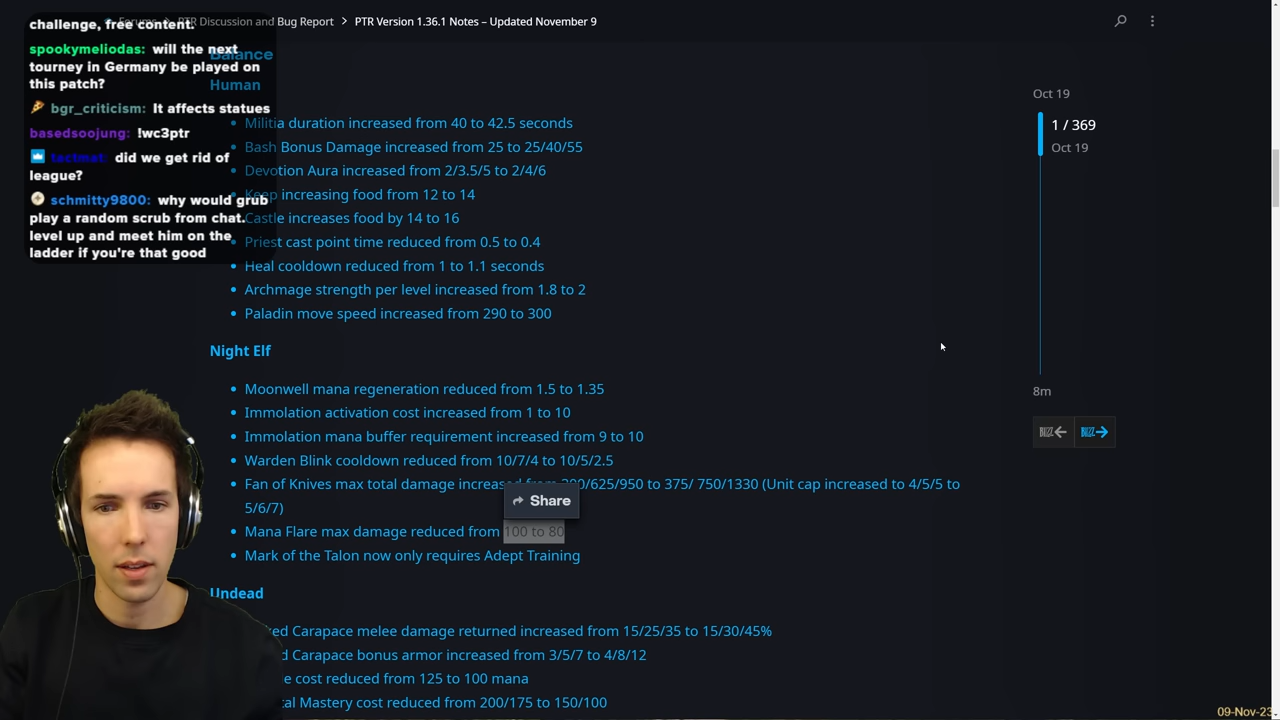 challenge, free content.
spookymeliodas: will the next
tourney in Germany be played on
this patch?
bgr_criticism: It affects statues
basedsoojung: !wc3ptr
tactmat: did we get rid of
league?
schmitty9800: why would grub
play a random scrub from chat.
level up and meet him on the
ladder if you're that good
Forums > PTR Discussion and Bug Report > PTR Version 1.36.1 Notes – Updated November 9
Balance
Human
Militia duration increased from 40 to 42.5 seconds
Bash Bonus Damage increased from 25 to 25/40/55
Devotion Aura increased from 2/3.5/5 to 2/4/6
Keep increasing food from 12 to 14
Castle increases food by 14 to 16
Priest cast point time reduced from 0.5 to 0.4
Heal cooldown reduced from 1 to 1.1 seconds
Archmage strength per level increased from 1.8 to 2
Paladin move speed increased from 290 to 300
Night Elf
Moonwell mana regeneration reduced from 1.5 to 1.35
Immolation activation cost increased from 1 to 10
Immolation mana buffer requirement increased from 9 to 10
Warden Blink cooldown reduced from 10/7/4 to 10/5/2.5
Fan of Knives max total damage increased from /625/950 to 375/ 750/1330 (Unit cap increased to 4/5/5 to
5/6/7)
Share
Mana Flare max damage reduced from 100 to 80
Mark of the Talon now only requires Adept Training
Undead
ed Carapace melee damage returned increased from 15/25/35 to 15/30/45%
d Carapace bonus armor increased from 3/5/7 to 4/8/12
e cost reduced from 125 to 100 mana
tal Mastery cost reduced from 200/175 to 150/100
Oct 19
1 / 369
Oct 19
8m
BLIZZ
BLIZZ
09-Nov-23